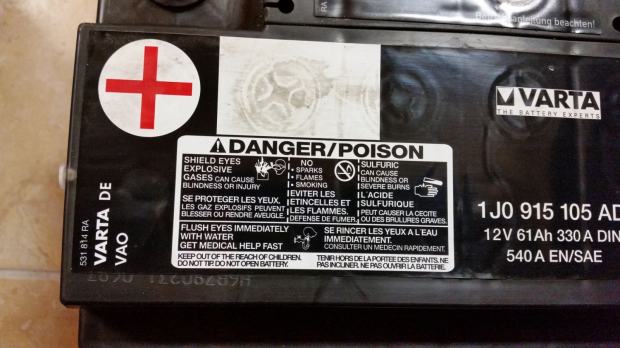 RA
Betriebsanleitung beachten!
VARTA
THE BATTERY EXPERTS
DANGER/POISON
SHIELD EYES
EXPLOSIVE
GASES CAN CAUSE
BLINDNESS OR INJURY
NO
• SPARKS
• FLAMES
• SMOKING
SULFURIC
ACID
CAN CAUSE
BLINDNESS OR
SEVERE BURNS
SE PROTEGER LES YEUX.
LES GAZ EXPLOSIFS PEUVENT
BLESSER OU RENDRE AVEUGLE.
EVITER LES
ETINCELLES ET
LES FLAMMES.
DEFENSE DE FUMER.
L'ACIDE
SULFURIQUE
PEUT CAUSER LA CECITE
OU DES BRULURES GRAVES.
FLUSH EYES IMMEDIATELY
WITH WATER
GET MEDICAL HELP FAST
SE RINCER LES YEUX A L'EAU
IMMEDIATEMENT.
CONSULTER UN MEDECIN RAPIDEMENT.
KEEP OUT OF THE REACH OF CHILDREN.
DO NOT TIP. DO NOT OPEN BATTERY.
TENIR HORS DE LA PORTEE DES ENFANTS. NE
PAS INCLINER. NE PAS OUVRIR LA BATTERIE.
1J0 915 105 AD
12V 61Ah 330 A DIN
540 A EN/SAE
531 814 RA
VARTA DE
VAO